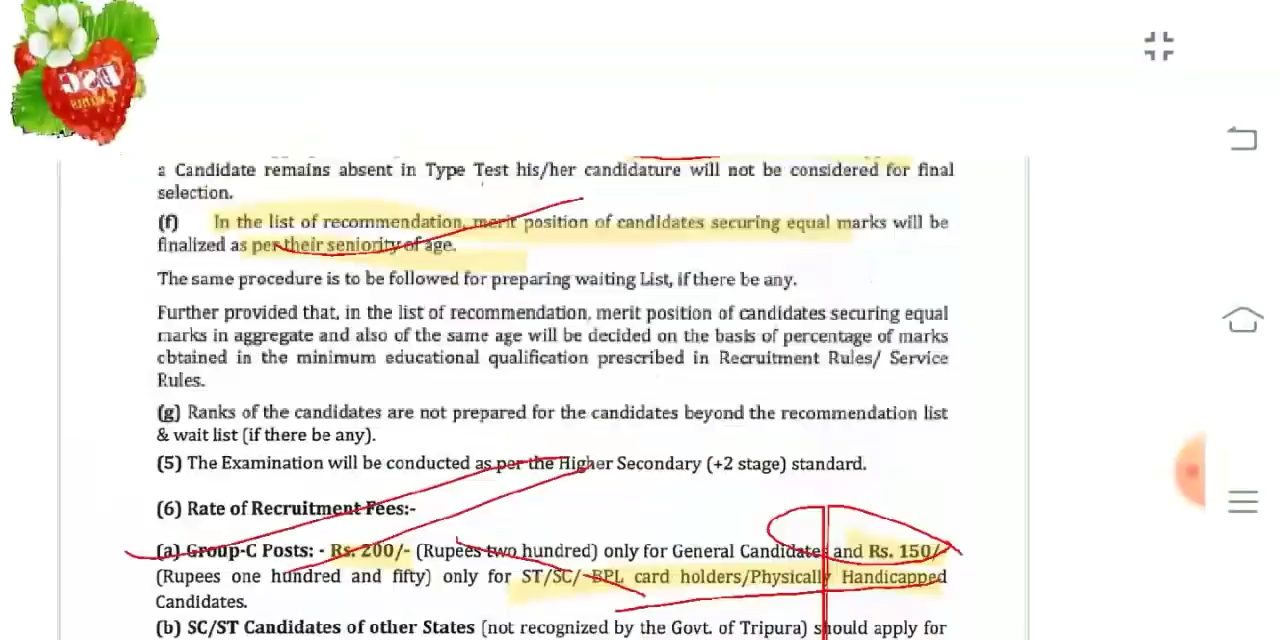 a Candidate remains absent in Type Test his/her candidature will not be considered for final
selection.
(f) In the list of recommendation, merit position of candidates securing equal marks will be
finalized as per their seniority of age.
The same procedure is to be followed for preparing waiting List, if there be any.
Further provided that, in the list of recommendation, merit position of candidates securing equal
marks in aggregate and also of the same age will be decided on the basis of percentage of marks
obtained in the minimum educational qualification prescribed in Recruitment Rules/ Service
Rules.
(g) Ranks of the candidates are not prepared for the candidates beyond the recommendation list
& wait list (if there be any).
(5) The Examination will be conducted as per the Higher Secondary (+2 stage) standard.
(6) Rate of Recruitment Fees:-
(a) Group-C Posts: - Rs. 200/- (Rupees two hundred) only for General Candidates and Rs. 150/-
(Rupees one hundred and fifty) only for ST/SC/ BPL card holders/Physically Handicapped
Candidates.
(b) SC/ST Candidates of other States (not recognized by the Govt. of Tripura) should apply for